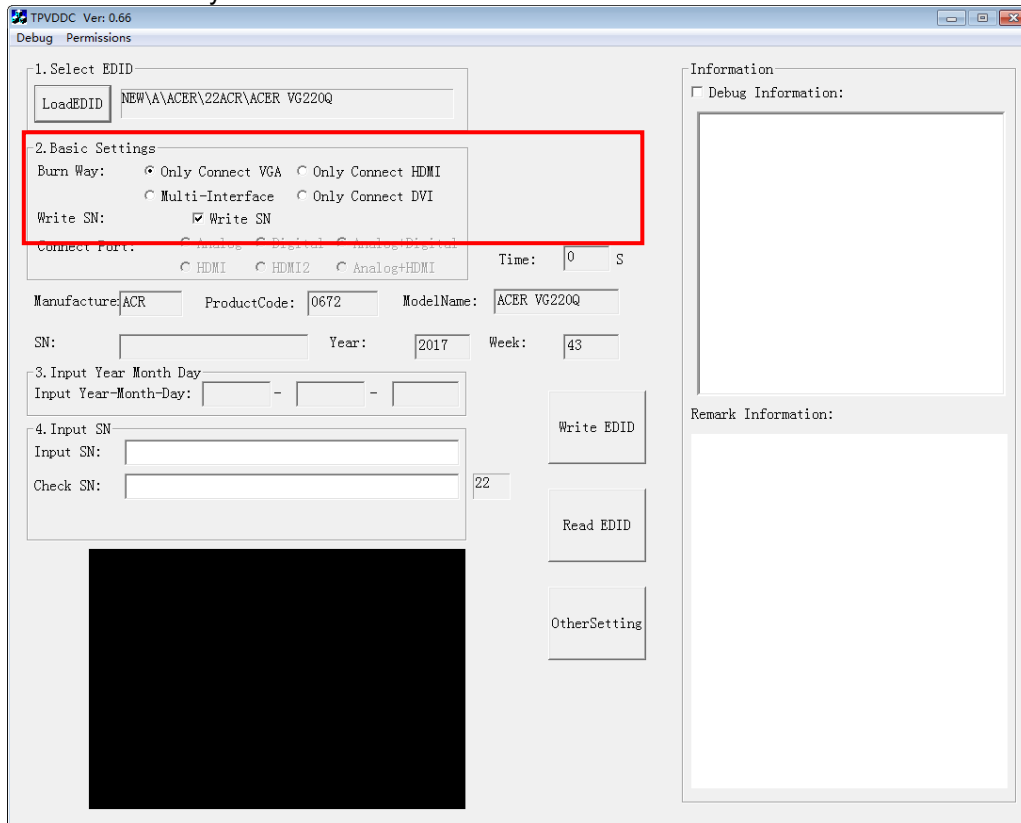 TPVDDC Ver: 0.66
Debug Permissions
1.Select EDID
LoadEDID NEW\A\ACER\22ACR\ACER VG220Q
2.Basic Settings
Burn Way: Only Connect VGA Only Connect HDMI
Multi-Interface Only Connect DVI
Write SN: Write SN
Connect Port: Analog Digital Analog+Digital
HDMI HDMI2 Analog+HDMI
Time: 0 S
Manufacture: ACR ProductCode: 0672 ModelName: ACER VG220Q
SN: Year: 2017 Week: 43
3.Input Year Month Day
Input Year-Month-Day: - -
4.Input SN
Input SN:
Check SN: 22
Write EDID
Read EDID
OtherSetting
Information
Debug Information:
Remark Information: